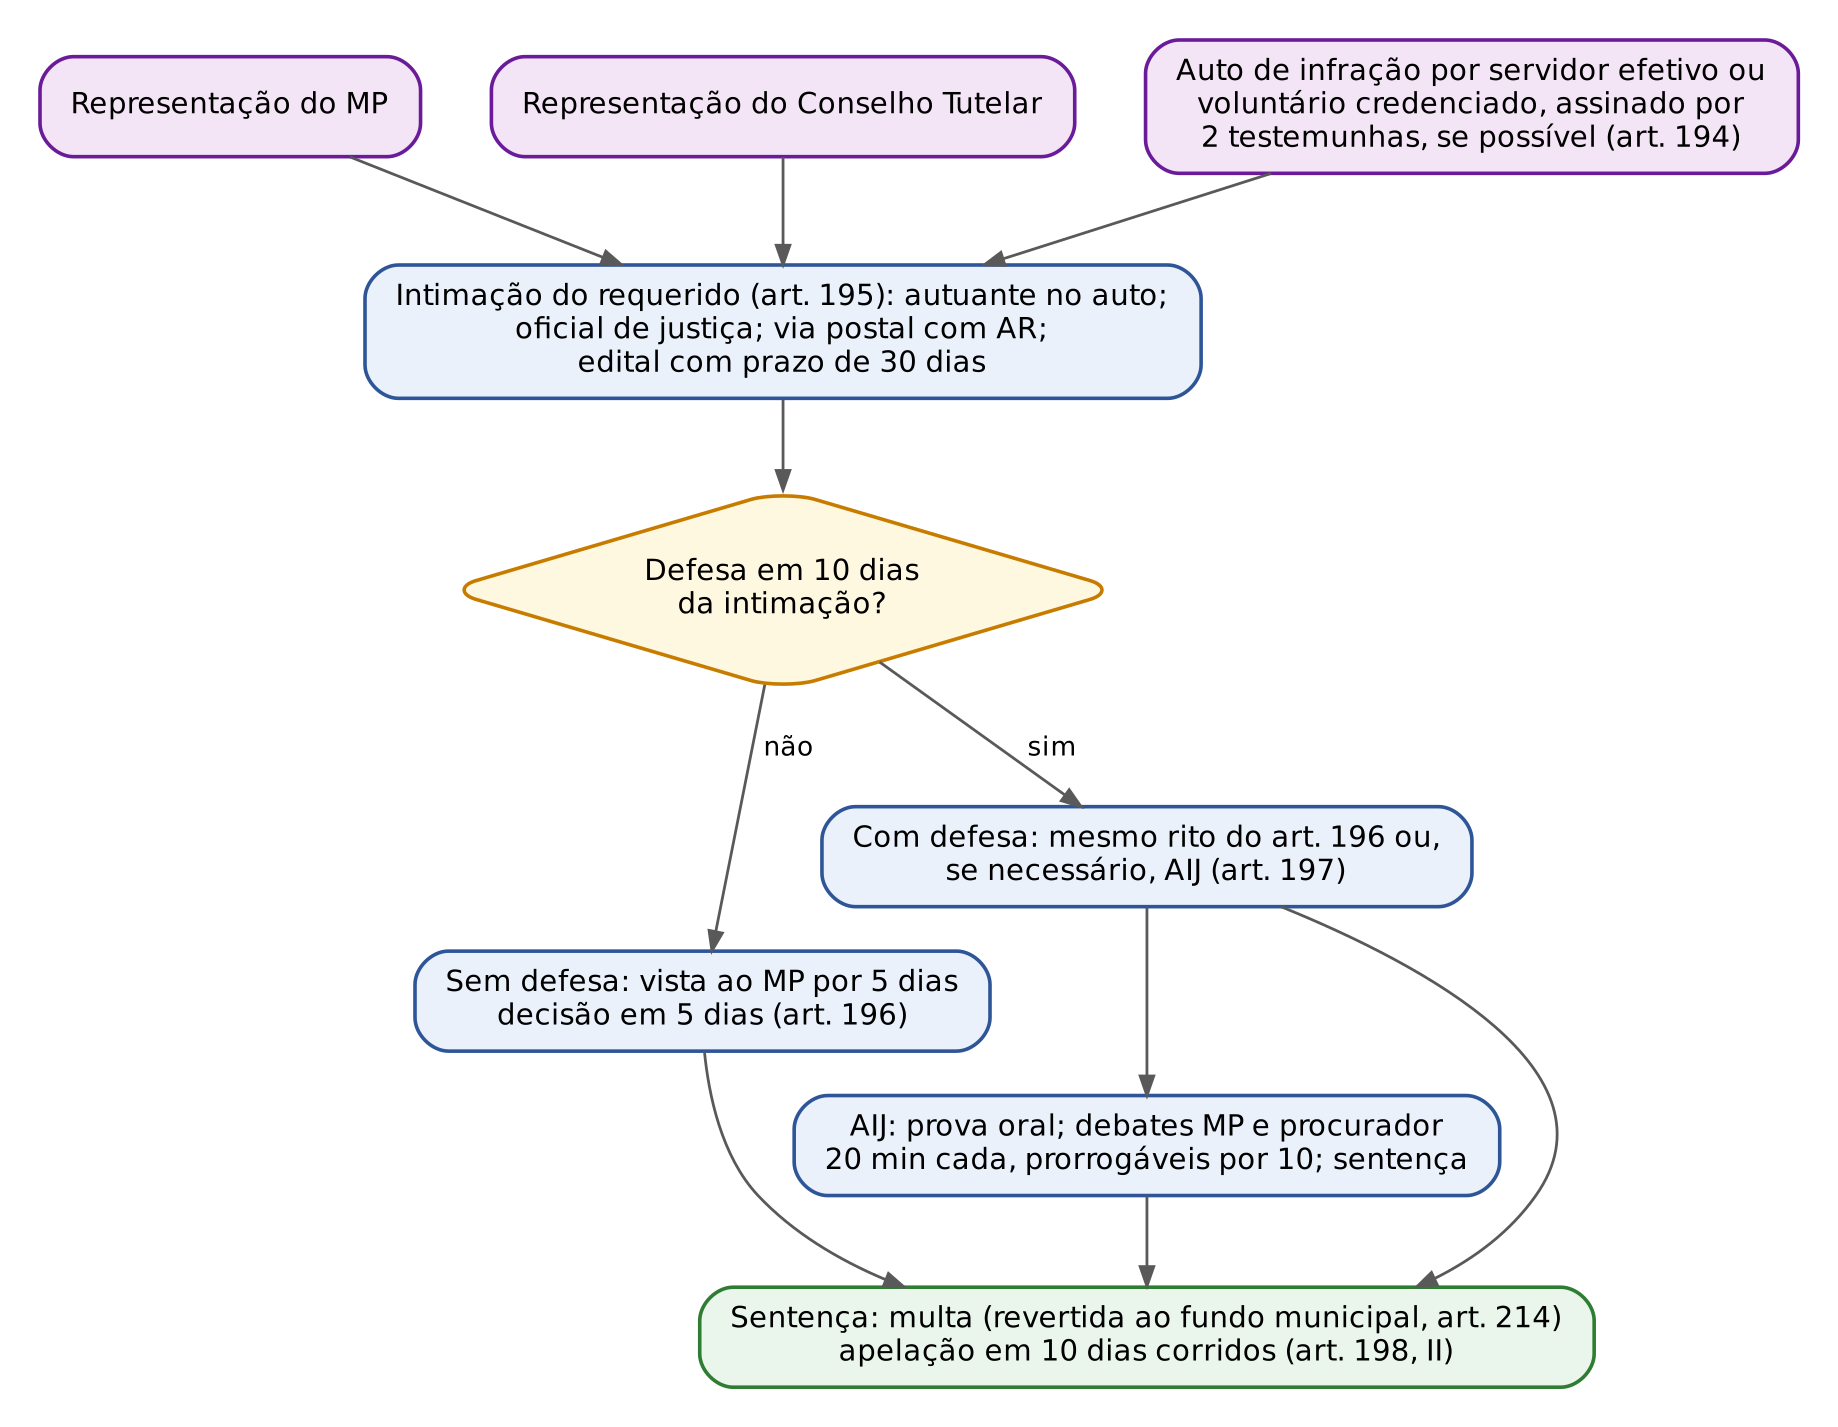 Representação do MP
Representação do Conselho Tutelar
Auto de infração por servidor efetivo ou
voluntário credenciado, assinado por
2 testemunhas, se possível (art. 194)
Intimação do requerido (art. 195): autuante no auto;
oficial de justiça; via postal com AR;
edital com prazo de 30 dias
Defesa em 10 dias
da intimação?
não
sim
Com defesa: mesmo rito do art. 196 ou,
se necessário, AIJ (art. 197)
Sem defesa: vista ao MP por 5 dias
decisão em 5 dias (art. 196)
AIJ: prova oral; debates MP e procurador
20 min cada, prorrogáveis por 10; sentença
Sentença: multa (revertida ao fundo municipal, art. 214)
apelação em 10 dias corridos (art. 198, II)